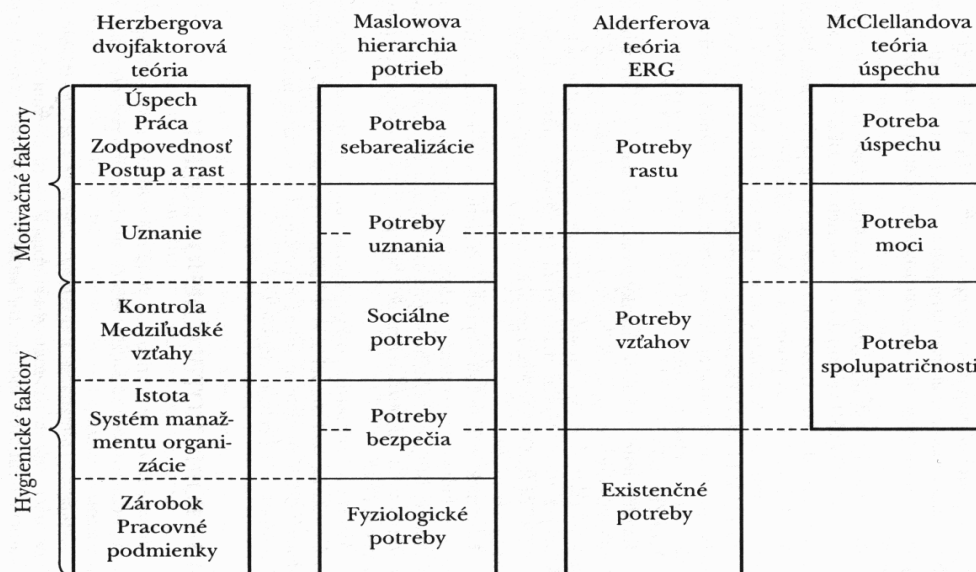 Herzbergova
dvojfaktorová
teória
Maslowova
hierarchia
potrieb
Alderferova
teória
ERG
McClellandova
teória
úspechu
Motivačné faktory
Hygienické faktory
Úspech
Práca
Zodpovednosť
Postup a rast
Uznanie
Kontrola
Medziľudské
vzťahy
Istota
Systém manaž-
mentu organi-
zácie
Zárobok
Pracovné
podmienky
Potreba
sebarealizácie
Potreby
uznania
Sociálne
potreby
Potreby
bezpečia
Fyziologické
potreby
Potreby
rastu
Potreby
vzťahov
Existenčné
potreby
Potreba
úspechu
Potreba
moci
Potreba
spolupatričnosti